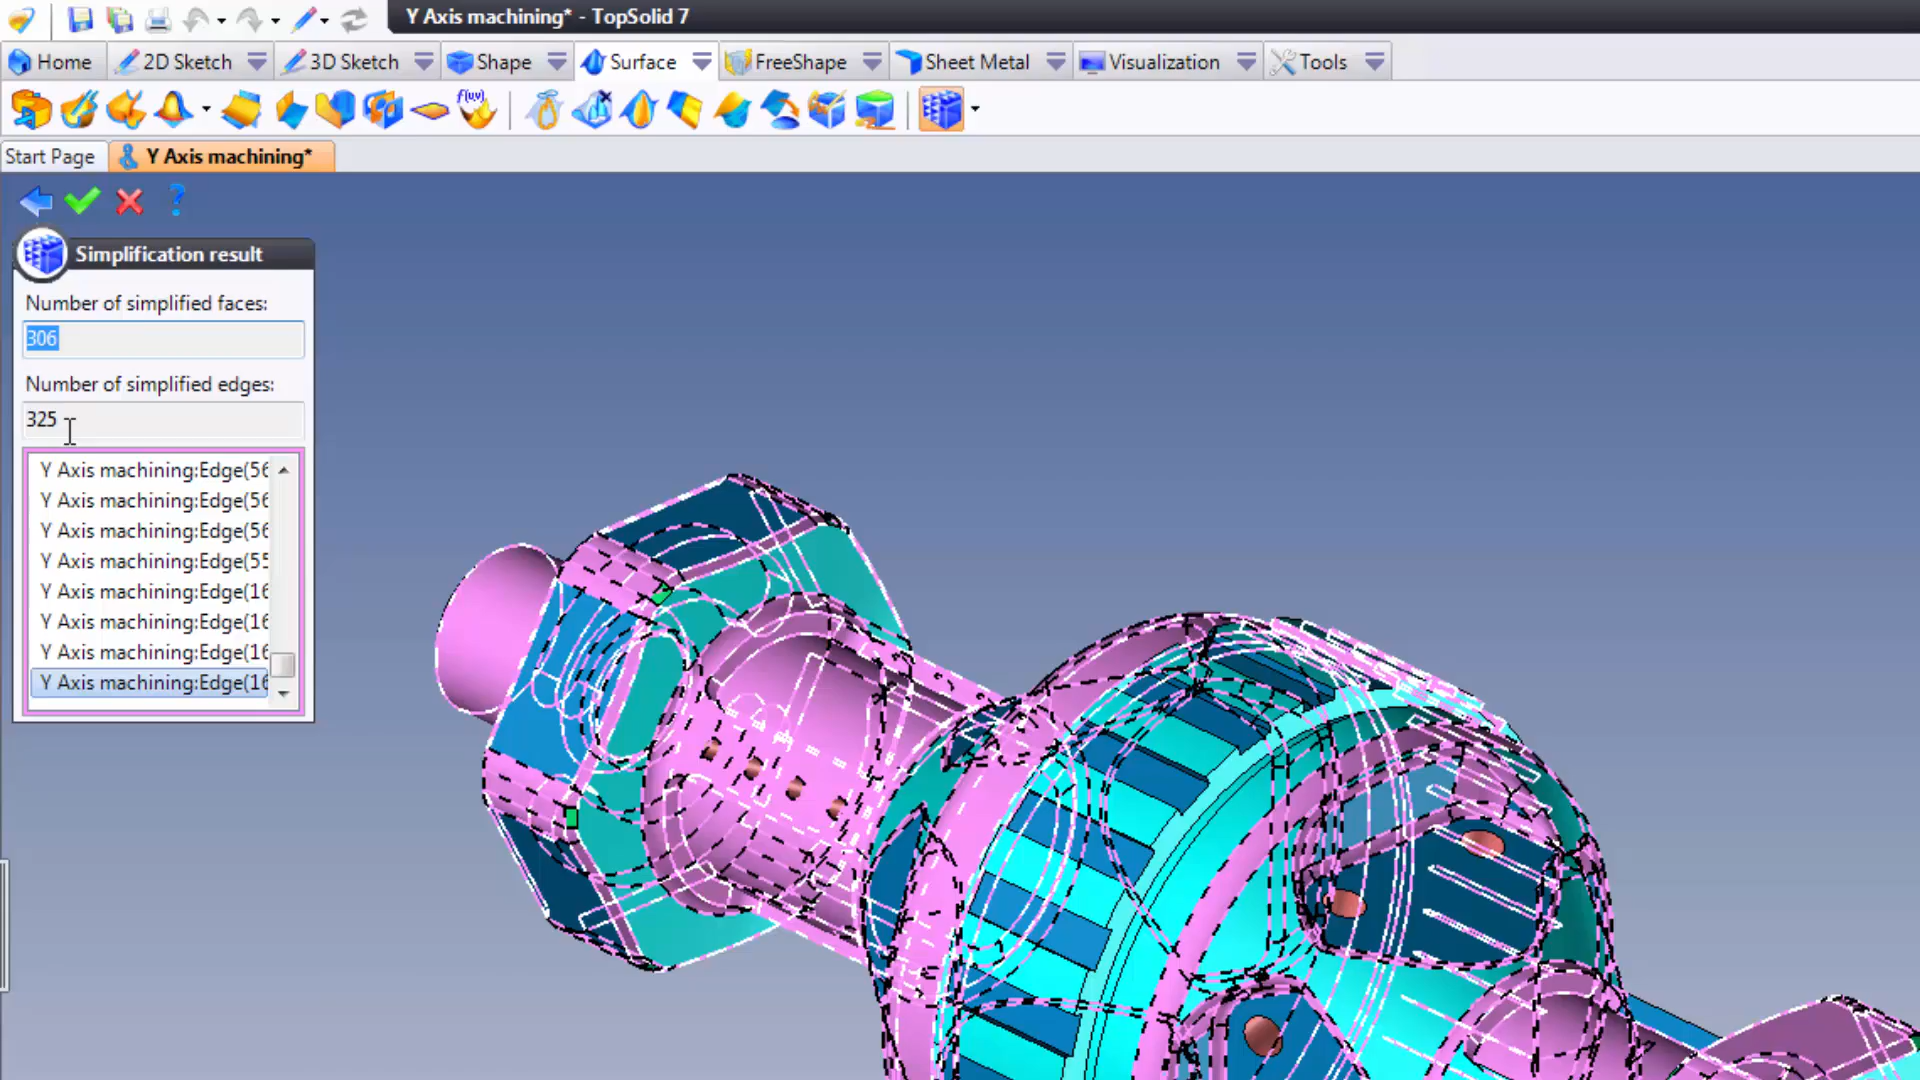 Y Axis machining* - TopSolid 7
Home 2D Sketch 3D Sketch Shape Surface FreeShape Sheet Metal Visualization Tools
f(u,v)
Start Page Y Axis machining*
?
Simplification result
Number of simplified faces:
306
Number of simplified edges:
325
Y Axis machining:Edge(56
Y Axis machining:Edge(56
Y Axis machining:Edge(56
Y Axis machining:Edge(55
Y Axis machining:Edge(16
Y Axis machining:Edge(16
Y Axis machining:Edge(16
Y Axis machining:Edge(16